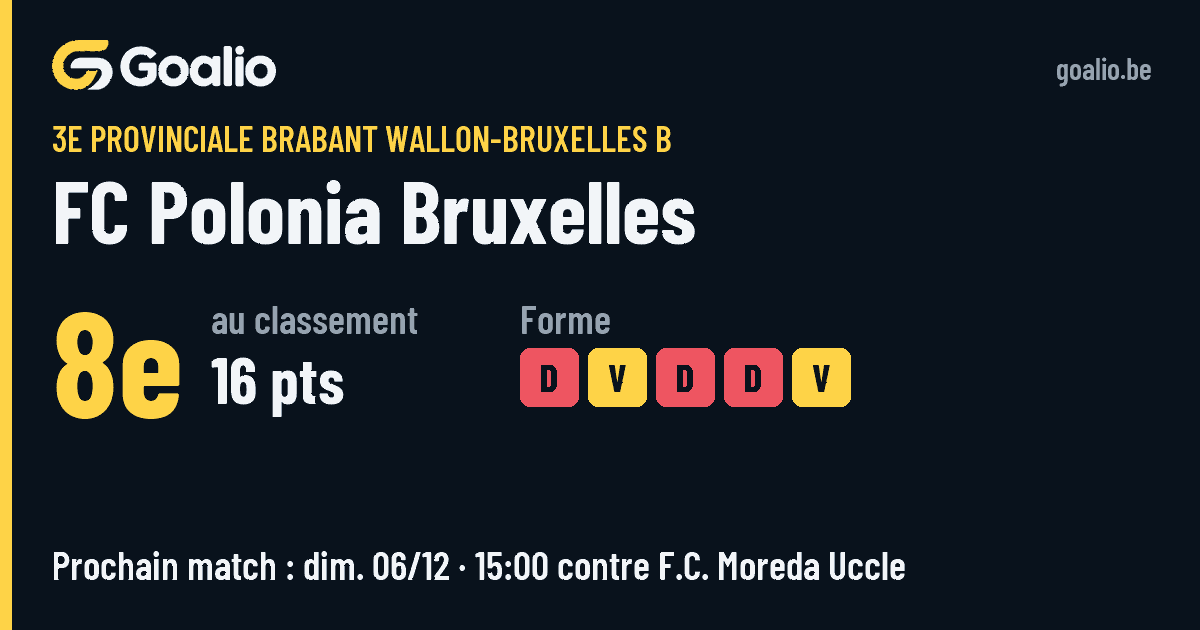 Goalio
goalio.be
3E PROVINCIALE BRABANT WALLON-BRUXELLES B
FC Polonia Bruxelles
8e
au classement
16 pts
Forme
D V D D V
Prochain match : dim. 06/12 · 15:00 contre F.C. Moreda Uccle